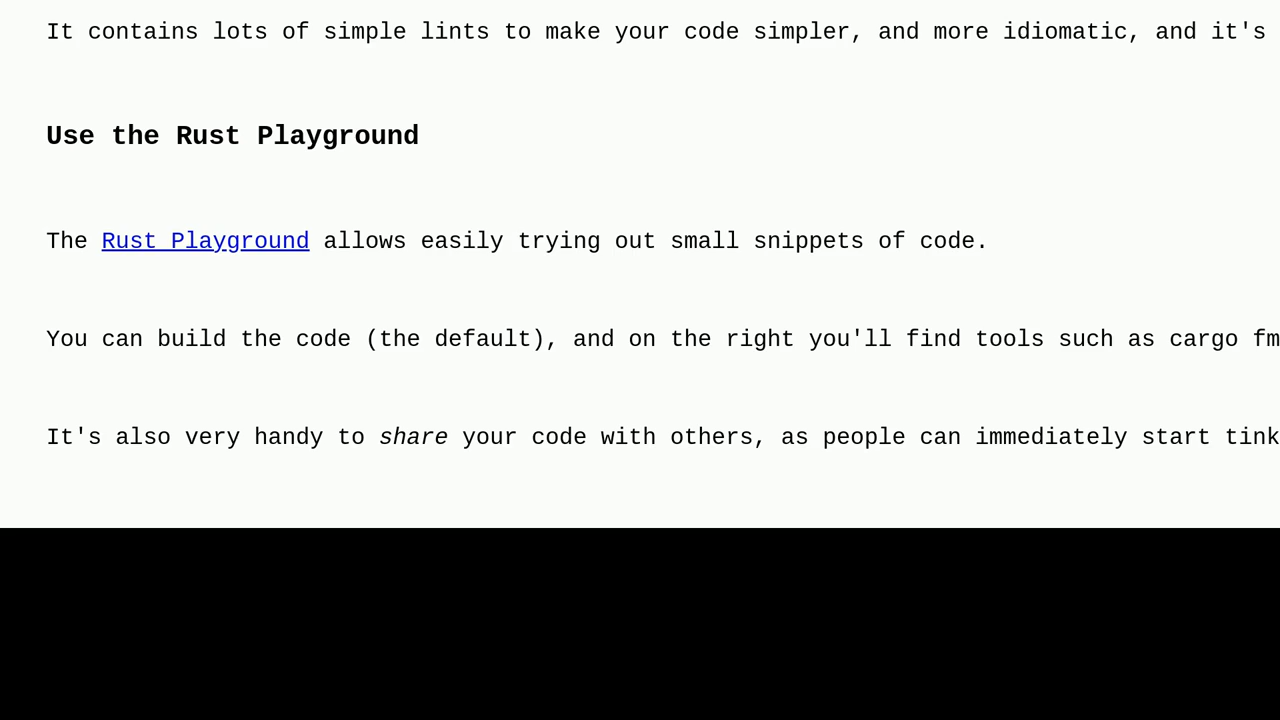 It contains lots of simple lints to make your code simpler, and more idiomatic, and it's
Use the Rust Playground
The Rust Playground allows easily trying out small snippets of code.
You can build the code (the default), and on the right you'll find tools such as cargo fm
It's also very handy to share your code with others, as people can immediately start tink